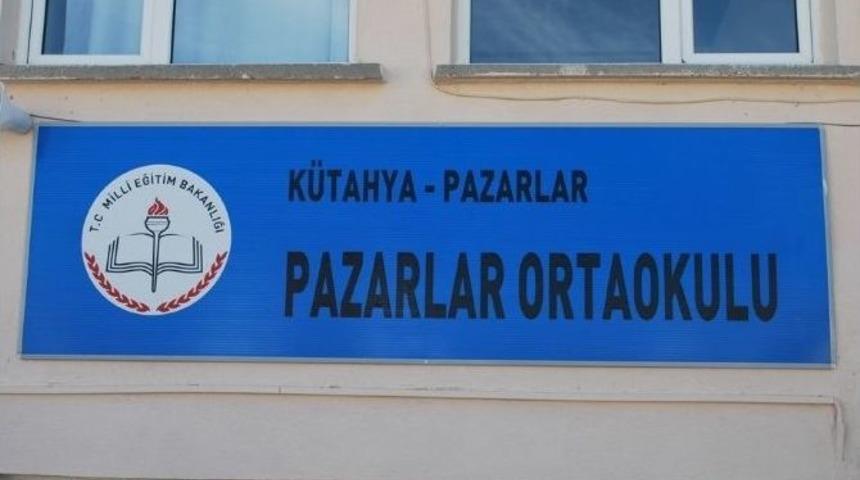 T.C MİLLİ EĞİTİM BAKANLIĞI
KÜTAHYA - PAZARLAR
PAZARLAR ORTAOKULU